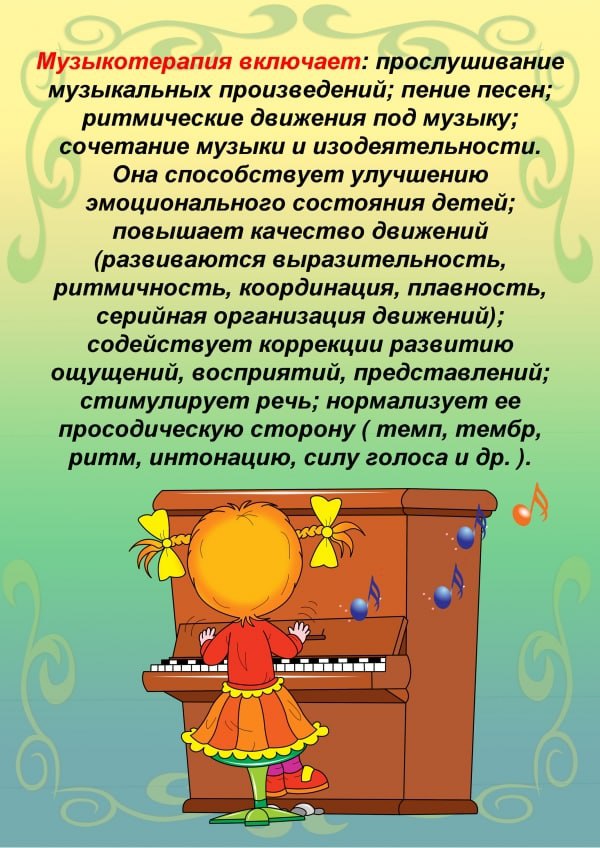 Музыкотерапия включает: прослушивание
музыкальных произведений; пение песен;
ритмические движения под музыку;
сочетание музыки и изодеятельности.
Она способствует улучшению
эмоционального состояния детей;
повышает качество движений
(развиваются выразительность,
ритмичность, координация, плавность,
серийная организация движений);
содействует коррекции развитию
ощущений, восприятий, представлений;
стимулирует речь; нормализует ее
просодическую сторону ( темп, тембр,
ритм, интонацию, силу голоса и др. ).